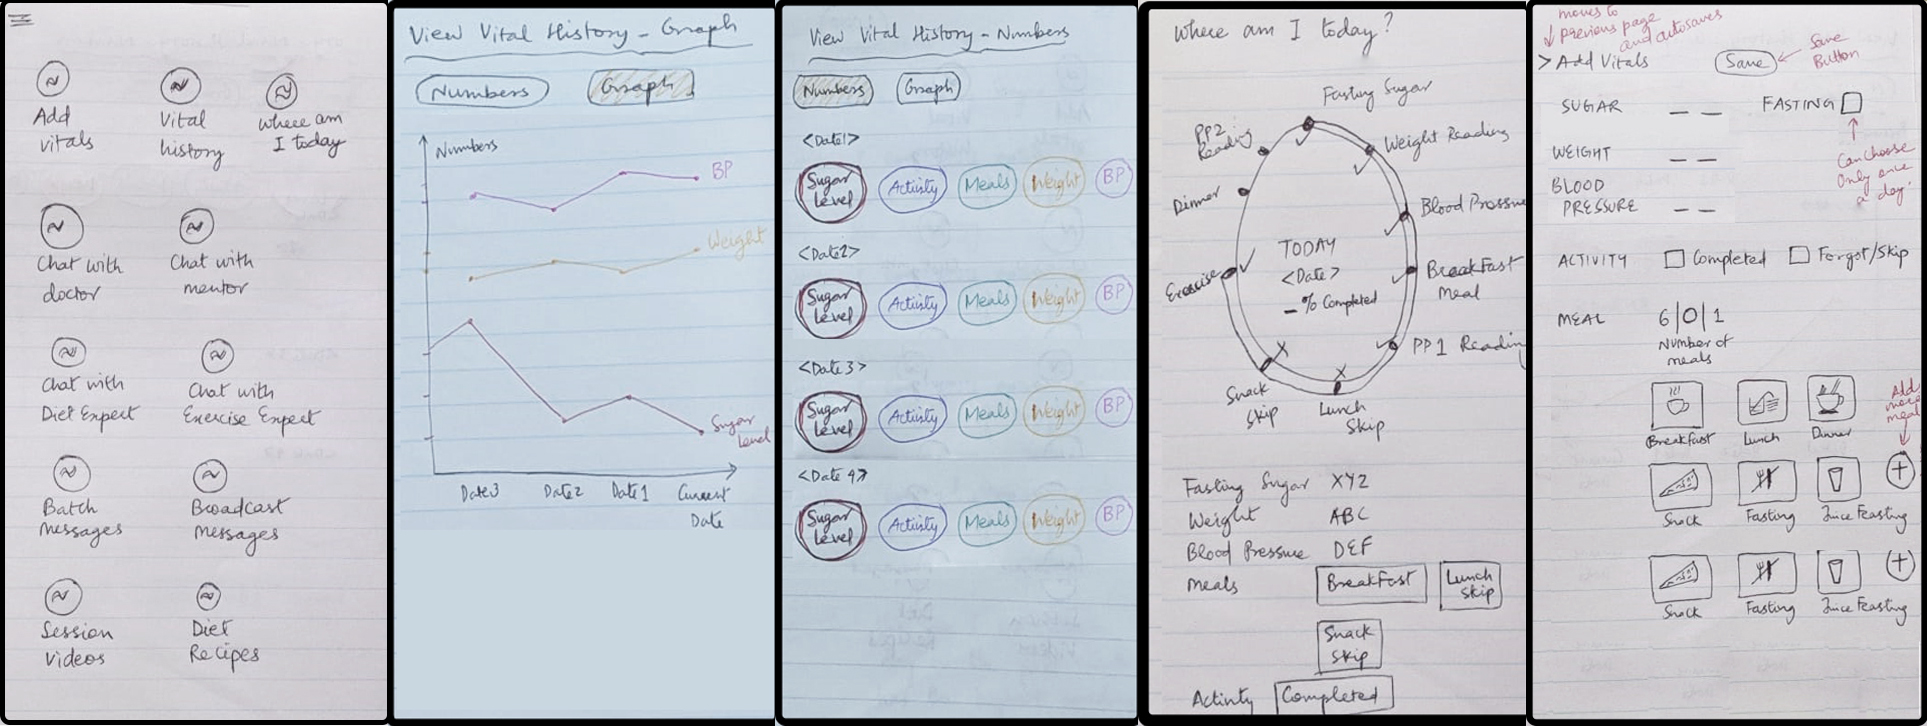 Add
vitals
Vital
history
Where am
I today
Chat with
doctor
Chat with
mentor
Chat with
Diet Expert
Chat with
Exercise Expert
Batch
Messages
Broadcast
Messages
Session
Videos
Diet
Recipes
View Vital History - Graph
Numbers
Graph
Numbers
BP
Weight
Sugar
Level
Date3
Date2
Date1
Current
Date
View Vital History - Numbers
Numbers
Graph
<Date1>
Sugar
Level
Activity
Meals
Weight
BP
<Date2>
Sugar
Level
Activity
Meals
Weight
BP
<Date3>
Sugar
Level
Activity
Meals
Weight
BP
<Date 4>
Sugar
Level
Activity
Meals
Weight
BP
Where am I today?
Fasting Sugar
Weight Reading
Blood Pressure
BreakFast
Meal
PP1 Reading
Lunch
Skip
Snack
Skip
Exercise
Dinner
PP2
Reading
TODAY
<Date>
_ % Completed
Fasting Sugar XYZ
Weight ABC
Blood Pressure DEF
Meals BreakFast Lunch
Skip
Snack
Skip
Activity Completed
moves to
previous page
and autosaves
> Add Vitals
Save
Save
Button
SUGAR _ _ FASTING
Can choose
Only once
a day.
WEIGHT _ _
BLOOD
PRESSURE _ _
ACTIVITY Completed Forgot/Skip
MEAL 6|0|1
Number of
meals
Add
more
meal
Breakfast Lunch Dinner
Snack Fasting Juice Feasting
Snack Fasting Juice Feasting